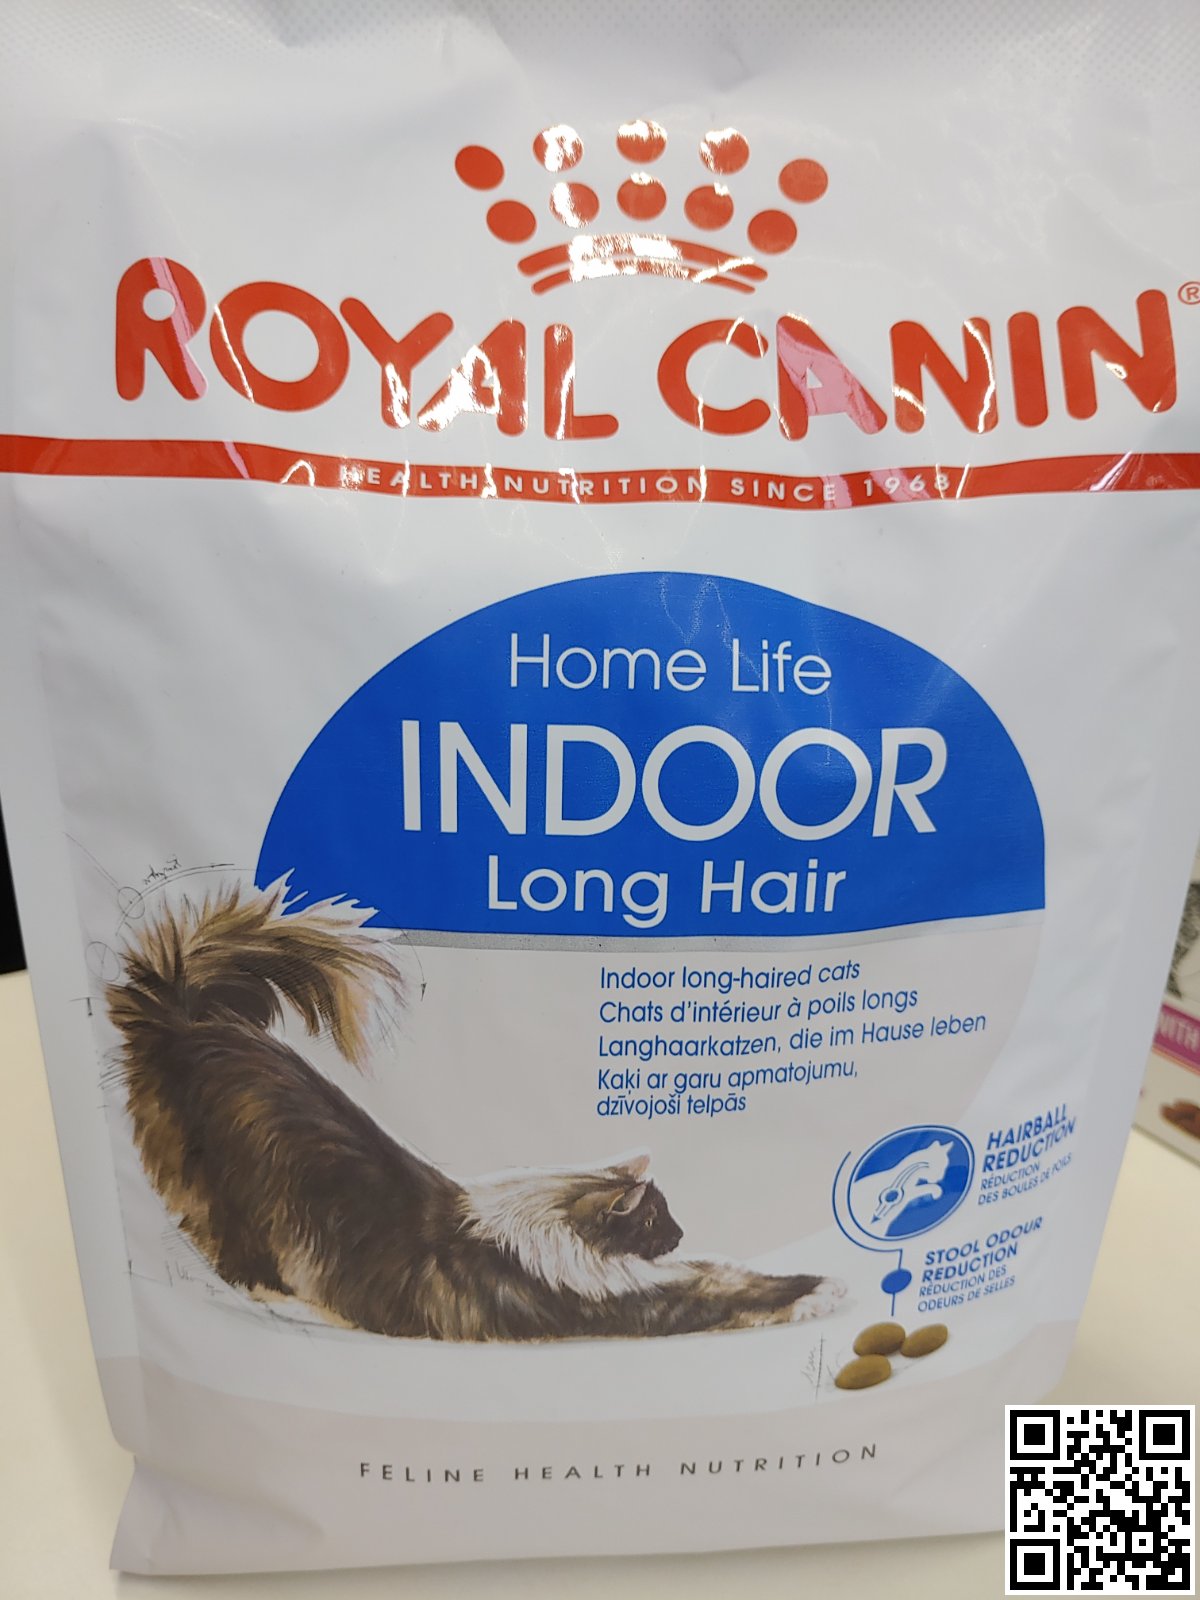 ROYAL CANIN®
HEALTH NUTRITION SINCE 1968
Home Life
INDOOR
Long Hair
Indoor long-haired cats
Chats d'intérieur à poils longs
Langhaarkatzen, die im Hause leben
Kaķi ar garu apmatojumu,
dzīvojoši telpās
HAIRBALL
REDUCTION
RÉDUCTION
DES BOULES DE POILS
STOOL ODOUR
REDUCTION
RÉDUCTION DES
ODEURS DE SELLES
FELINE HEALTH NUTRITION